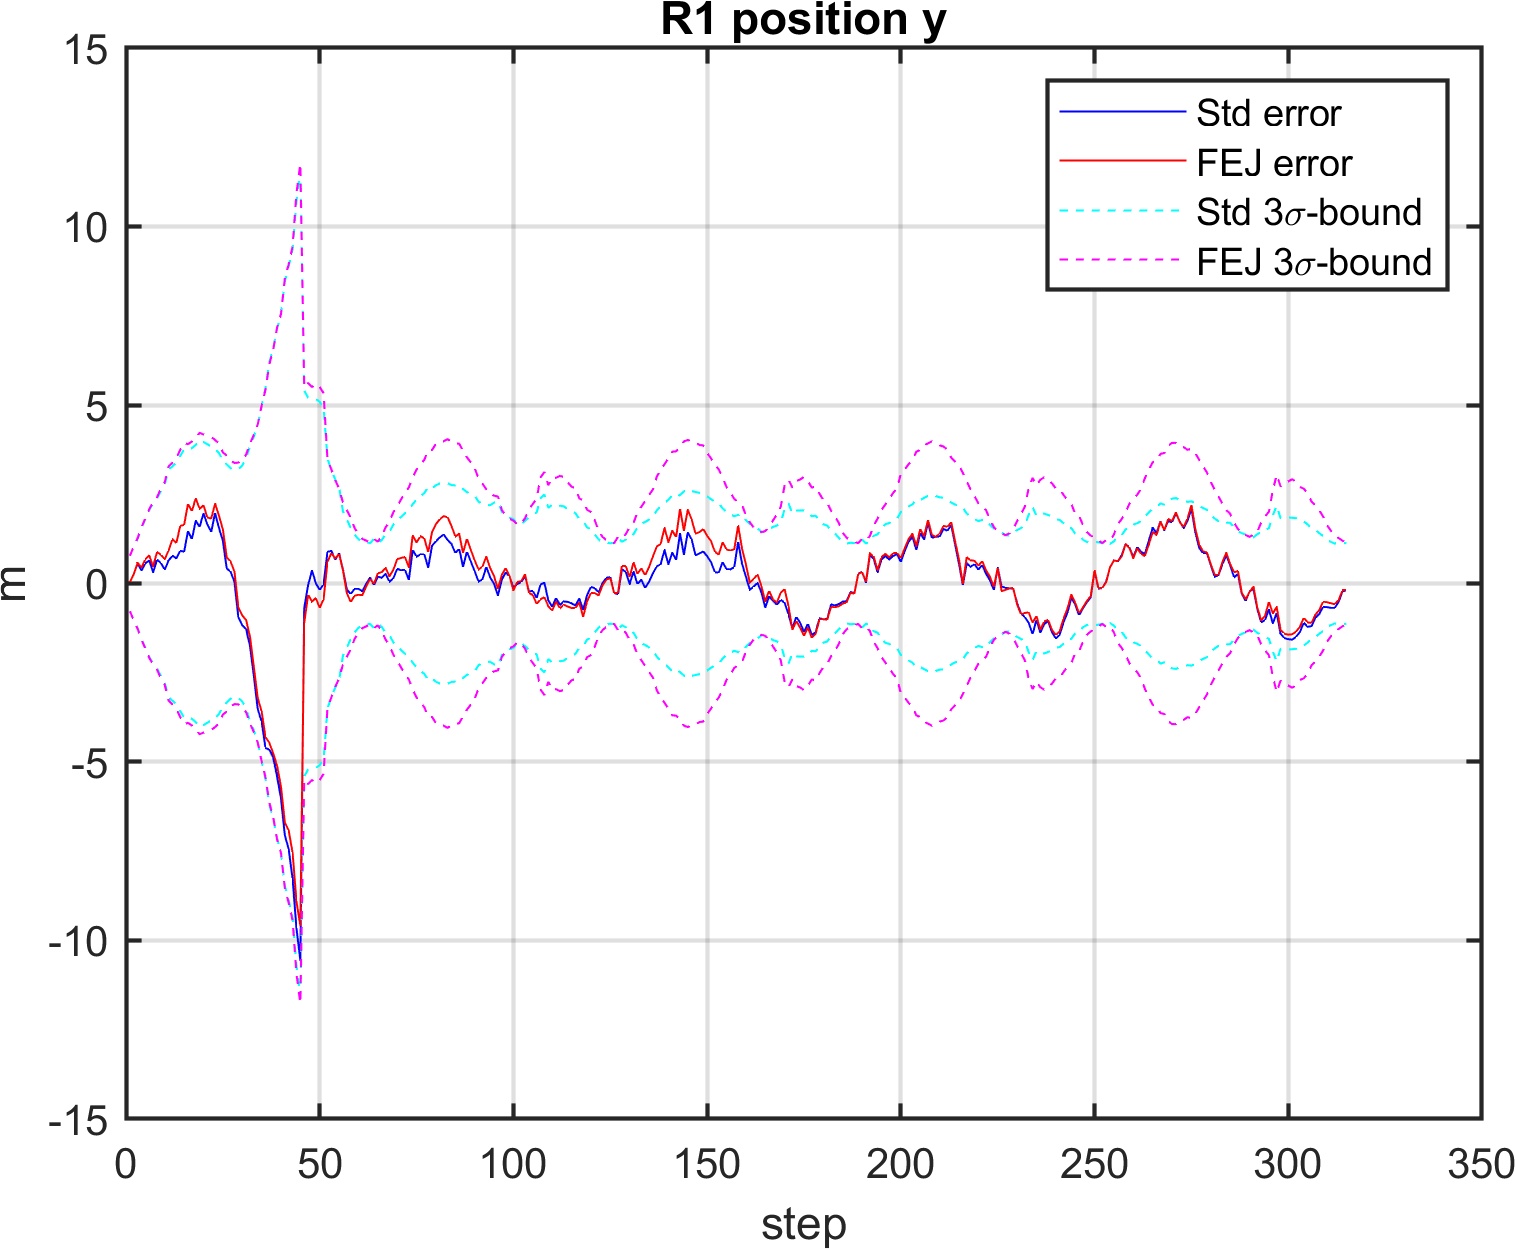 R1 position y
15
10
5
0
-5
-10
-15
m
0 50 100 150 200 250 300 350
step
Std error
FEJ error
Std 3σ-bound
FEJ 3σ-bound